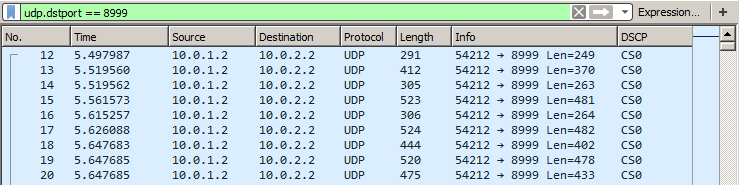 udp.dstport == 8999 Expression... +
No. Time Source Destination Protocol Length Info DSCP
12 5.497987 10.0.1.2 10.0.2.2 UDP 291 54212 → 8999 Len=249 CS0
13 5.519560 10.0.1.2 10.0.2.2 UDP 412 54212 → 8999 Len=370 CS0
14 5.519562 10.0.1.2 10.0.2.2 UDP 305 54212 → 8999 Len=263 CS0
15 5.561573 10.0.1.2 10.0.2.2 UDP 523 54212 → 8999 Len=481 CS0
16 5.615257 10.0.1.2 10.0.2.2 UDP 306 54212 → 8999 Len=264 CS0
17 5.626088 10.0.1.2 10.0.2.2 UDP 524 54212 → 8999 Len=482 CS0
18 5.647683 10.0.1.2 10.0.2.2 UDP 444 54212 → 8999 Len=402 CS0
19 5.647685 10.0.1.2 10.0.2.2 UDP 520 54212 → 8999 Len=478 CS0
20 5.647685 10.0.1.2 10.0.2.2 UDP 475 54212 → 8999 Len=433 CS0